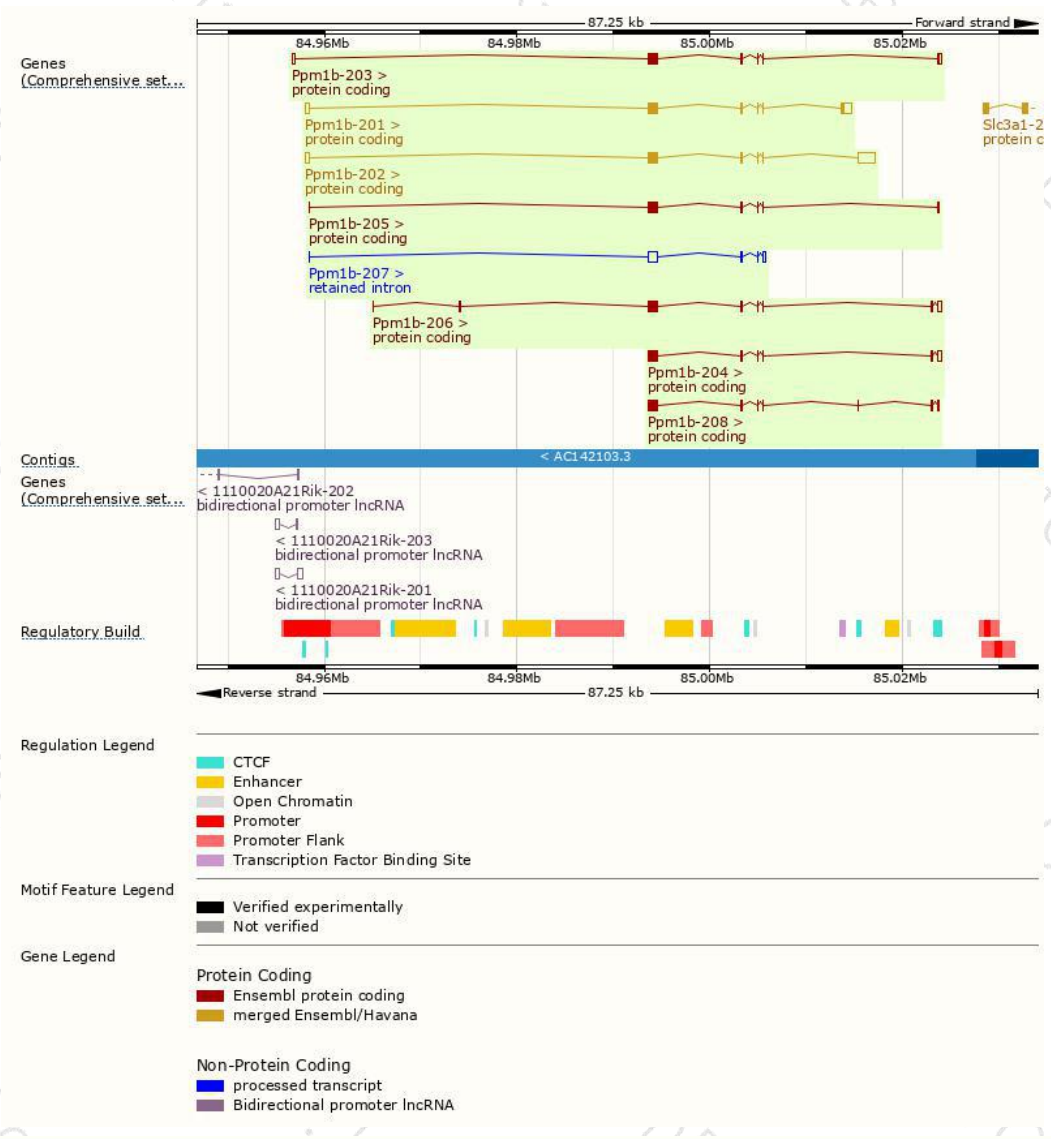 87.25 kb Forward strand
84.96Mb 84.98Mb 85.00Mb 85.02Mb
Genes
(Comprehensive set...
Ppm1b-203 >
protein coding
Ppm1b-201 >
protein coding
Slc3a1-2
protein c
Ppm1b-202 >
protein coding
Ppm1b-205 >
protein coding
Ppm1b-207 >
retained intron
Ppm1b-206 >
protein coding
Ppm1b-204 >
protein coding
Ppm1b-208 >
protein coding
Contigs < AC142103.3
Genes
(Comprehensive set...
< 1110020A21Rik-202
bidirectional promoter lncRNA
< 1110020A21Rik-203
bidirectional promoter lncRNA
< 1110020A21Rik-201
bidirectional promoter lncRNA
Regulatory Build
84.96Mb 84.98Mb 85.00Mb 85.02Mb
Reverse strand 87.25 kb
Regulation Legend
CTCF
Enhancer
Open Chromatin
Promoter
Promoter Flank
Transcription Factor Binding Site
Motif Feature Legend
Verified experimentally
Not verified
Gene Legend
Protein Coding
Ensembl protein coding
merged Ensembl/Havana
Non-Protein Coding
processed transcript
Bidirectional promoter lncRNA